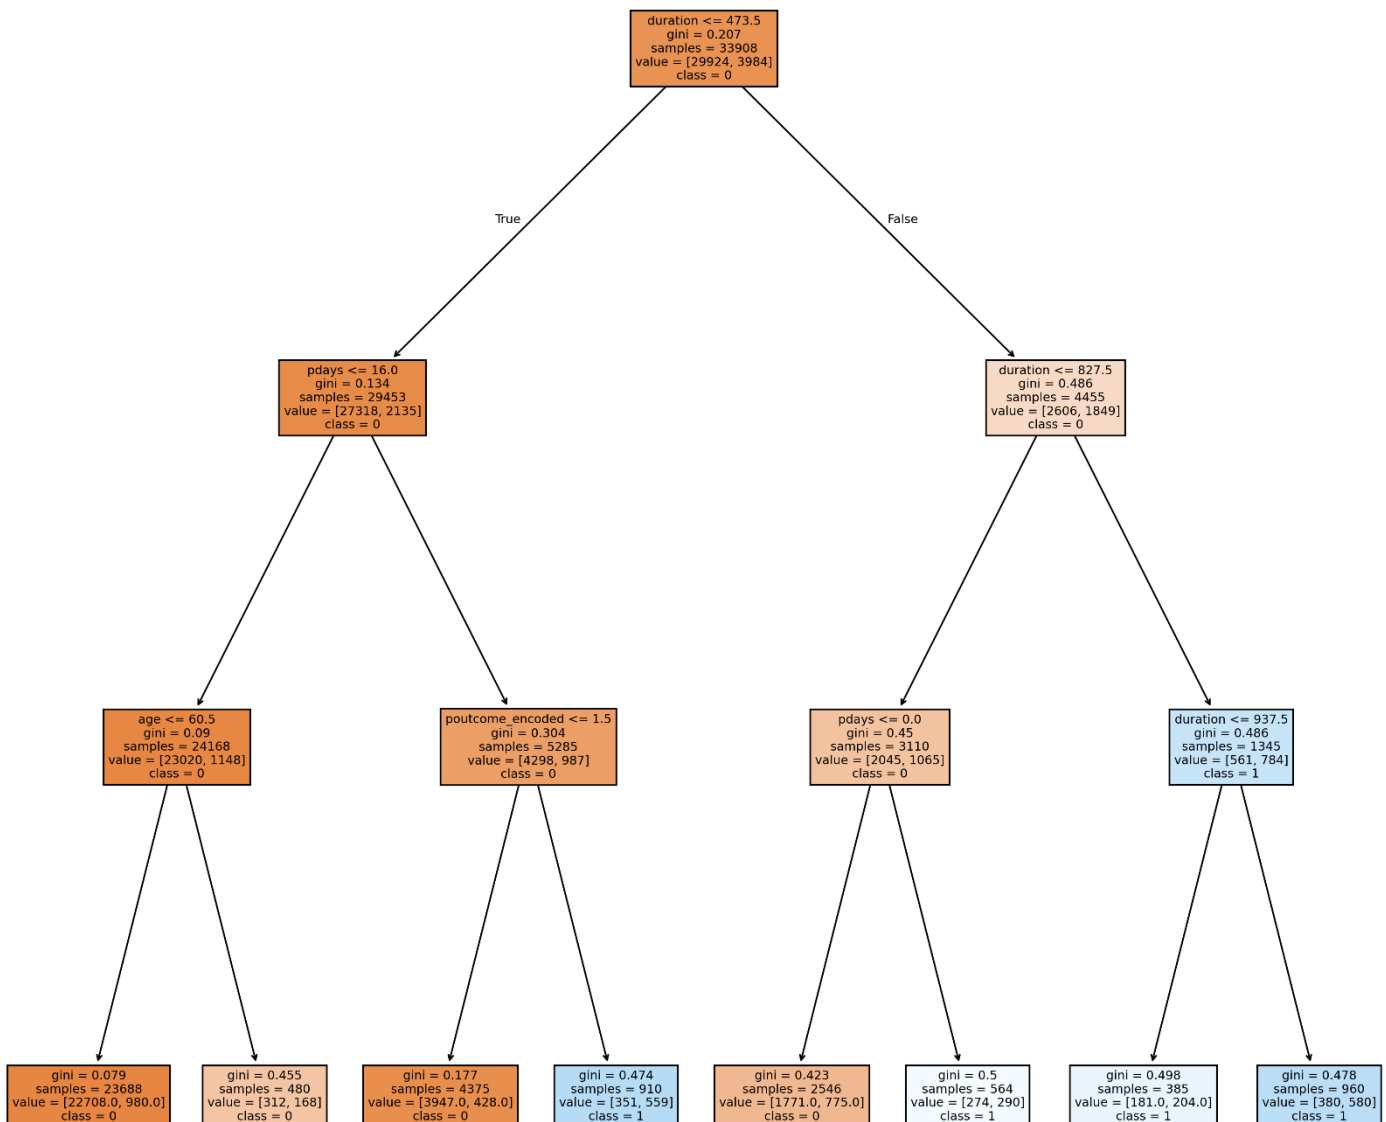 duration <= 473.5
gini = 0.207
samples = 33908
value = [29924, 3984]
class = 0
True
False
pdays <= 16.0
gini = 0.134
samples = 29453
value = [27318, 2135]
class = 0
duration <= 827.5
gini = 0.486
samples = 4455
value = [2606, 1849]
class = 0
age <= 60.5
gini = 0.09
samples = 24168
value = [23020, 1148]
class = 0
poutcome_encoded <= 1.5
gini = 0.304
samples = 5285
value = [4298, 987]
class = 0
pdays <= 0.0
gini = 0.45
samples = 3110
value = [2045, 1065]
class = 0
duration <= 937.5
gini = 0.486
samples = 1345
value = [561, 784]
class = 1
gini = 0.079
samples = 23688
value = [22708.0, 980.0]
class = 0
gini = 0.455
samples = 480
value = [312, 168]
class = 0
gini = 0.177
samples = 4375
value = [3947.0, 428.0]
class = 0
gini = 0.474
samples = 910
value = [351, 559]
class = 1
gini = 0.423
samples = 2546
value = [1771.0, 775.0]
class = 0
gini = 0.5
samples = 564
value = [274, 290]
class = 1
gini = 0.498
samples = 385
value = [181.0, 204.0]
class = 1
gini = 0.478
samples = 960
value = [380, 580]
class = 1